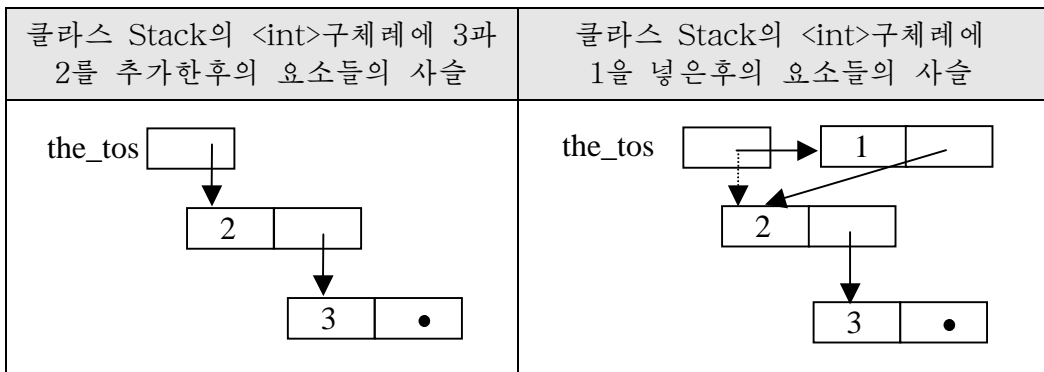 클라스 Stack의 <int>구체레에 3과
2를 추가한후의 요소들의 사슬
클라스 Stack의 <int>구체레에
1을 넣은후의 요소들의 사슬
the_tos
2
3
the_tos
1
2
3